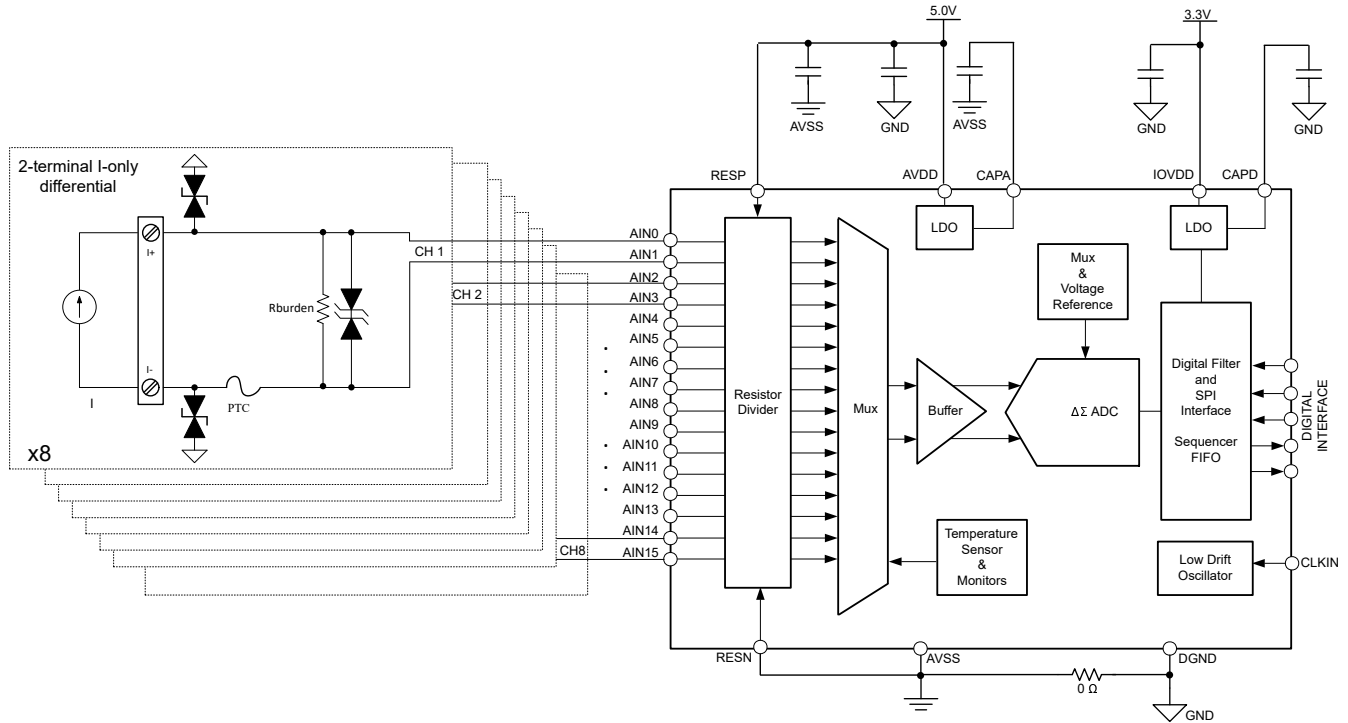 5.0V
3.3V
AVSS
GND
AVSS
GND
GND
2-terminal I-only
differential
RESP
AVDD
CAPA
IOVDD
CAPD
LDO
LDO
I+
CH 1
AIN0
AIN1
AIN2
CH 2
AIN3
AIN4
AIN5
AIN6
AIN7
AIN8
AIN9
AIN10
AIN11
AIN12
AIN13
AIN14
CH8
AIN15
Rburden
I-
I
PTC
x8
Resistor
Divider
Mux
Buffer
Mux
&
Voltage
Reference
ΔΣ ADC
Digital Filter
and
SPI
Interface
Sequencer
FIFO
DIGITAL
INTERFACE
Temperature
Sensor
&
Monitors
Low Drift
Oscillator
CLKIN
RESN
AVSS
DGND
0 Ω
GND